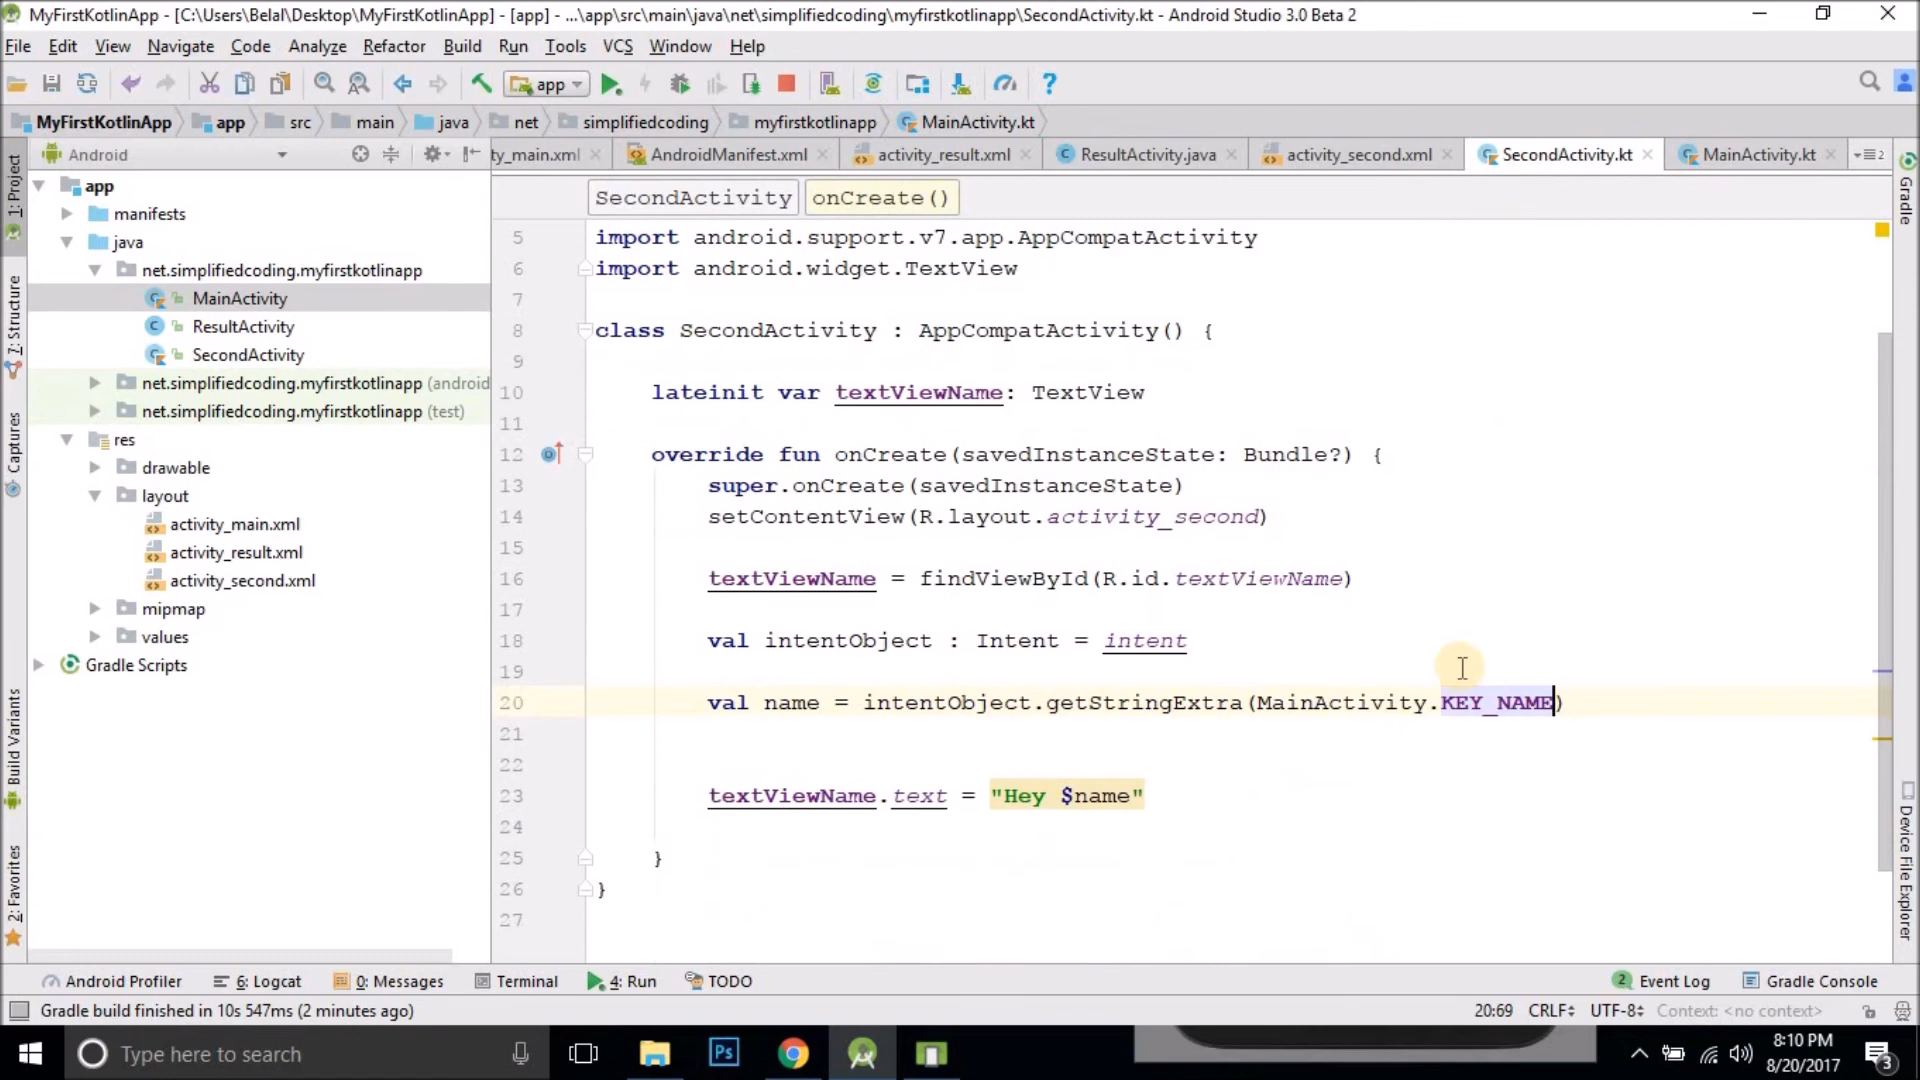 MyFirstKotlinApp - [C:\Users\Belal\Desktop\MyFirstKotlinApp] - [app] - ...\app\src\main\java\net\simplifiedcoding\myfirstkotlinapp\SecondActivity.kt - Android Studio 3.0 Beta 2
File Edit View Navigate Code Analyze Refactor Build Run Tools VCS Window Help
app
MyFirstKotlinApp app src main java net simplifiedcoding myfirstkotlinapp MainActivity.kt
Android
ty_main.xml AndroidManifest.xml activity_result.xml ResultActivity.java activity_second.xml SecondActivity.kt MainActivity.kt 2
1: Project
7: Structure
Captures
Build Variants
2: Favorites
app
manifests
java
net.simplifiedcoding.myfirstkotlinapp
MainActivity
ResultActivity
SecondActivity
net.simplifiedcoding.myfirstkotlinapp (android
net.simplifiedcoding.myfirstkotlinapp (test)
res
drawable
layout
activity_main.xml
activity_result.xml
activity_second.xml
mipmap
values
Gradle Scripts
SecondActivity onCreate()
5 import android.support.v7.app.AppCompatActivity
6 import android.widget.TextView
7
8 class SecondActivity : AppCompatActivity() {
9
10 lateinit var textViewName: TextView
11
12 override fun onCreate(savedInstanceState: Bundle?) {
13 super.onCreate(savedInstanceState)
14 setContentView(R.layout.activity_second)
15
16 textViewName = findViewById(R.id.textViewName)
17
18 val intentObject : Intent = intent
19
20 val name = intentObject.getStringExtra(MainActivity.KEY_NAME)
21
22
23 textViewName.text = "Hey $name"
24
25 }
26 }
27
Gradle
Device File Explorer
Android Profiler 6: Logcat 0: Messages Terminal 4: Run TODO 2 Event Log Gradle Console
Gradle build finished in 10s 547ms (2 minutes ago) 20:69 CRLF UTF-8 Context: <no context>
Type here to search
Ps
8:10 PM
8/20/2017
3